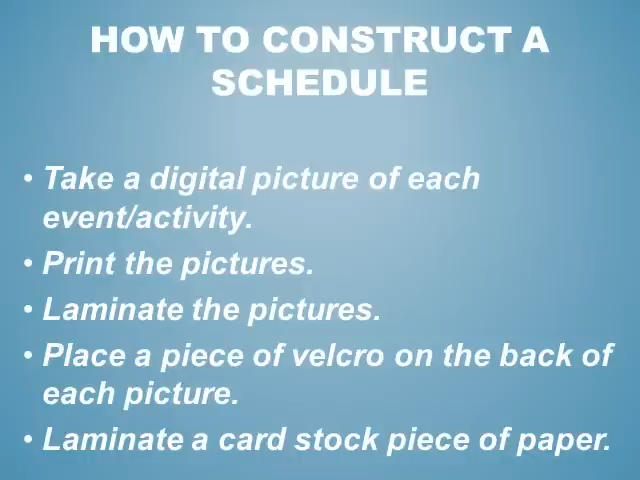 HOW TO CONSTRUCT A
SCHEDULE
• Take a digital picture of each
event/activity.
• Print the pictures.
• Laminate the pictures.
• Place a piece of velcro on the back of
each picture.
• Laminate a card stock piece of paper.